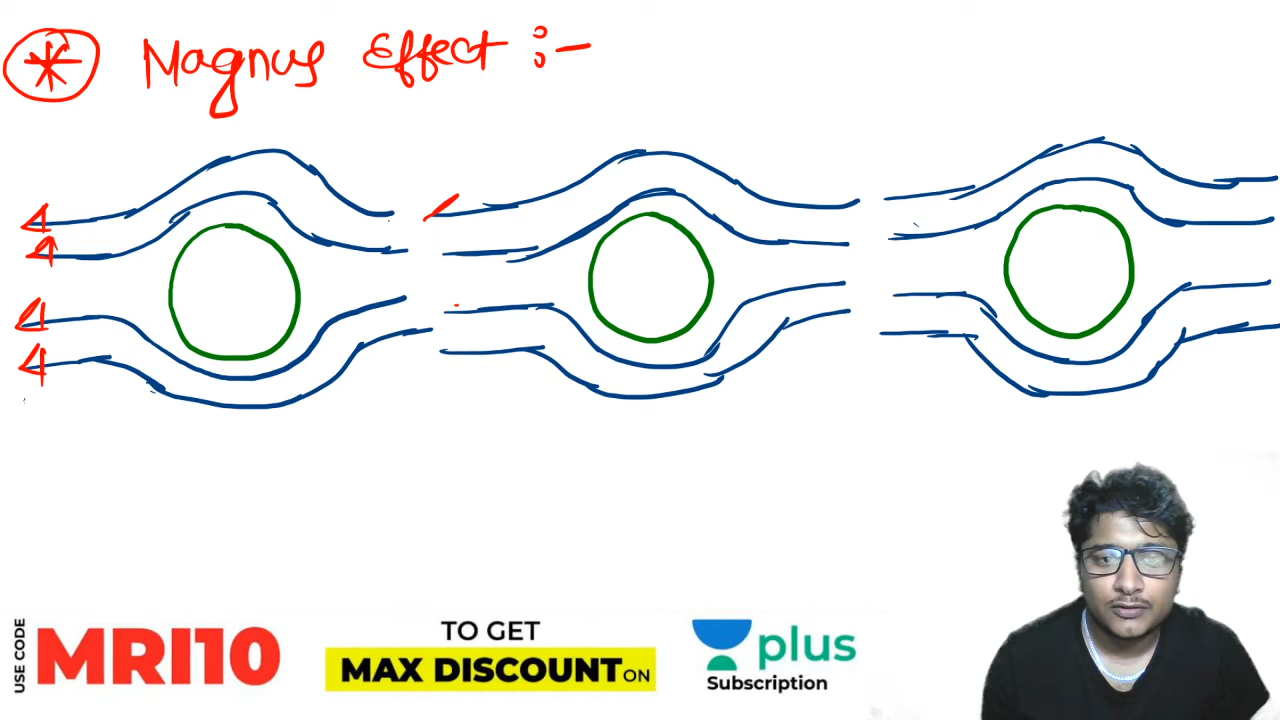 * Magnus Effect :-
USE CODE
MRI10
TO GET
MAX DISCOUNT ON
plus
Subscription